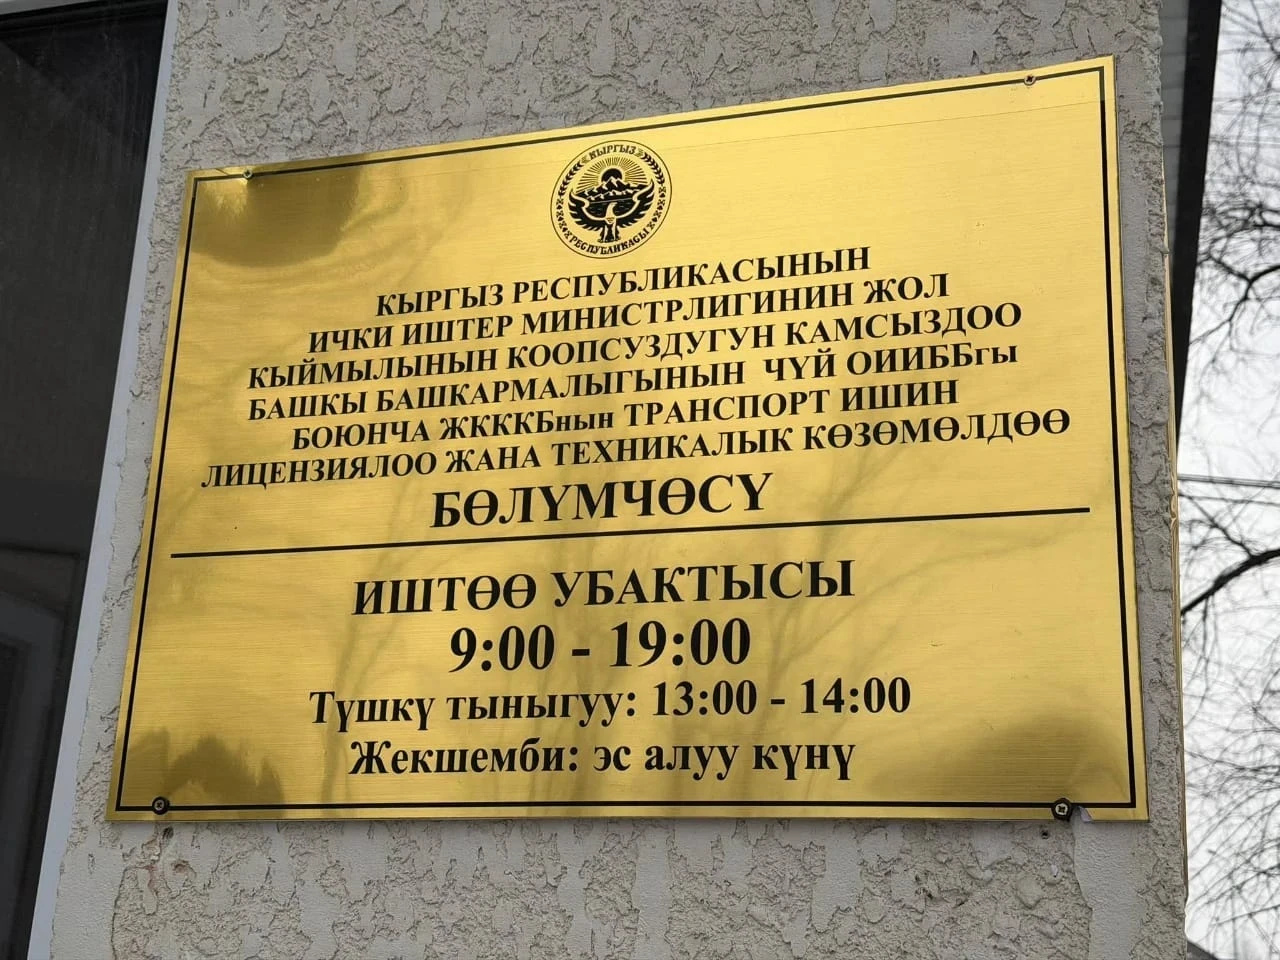 КЫРГЫЗ
РЕСПУБЛИКАСЫ
КЫРГЫЗ РЕСПУБЛИКАСЫНЫН
ИЧКИ ИШТЕР МИНИСТРЛИГИНИН ЖОЛ
КЫЙМЫЛЫНЫН КООПСУЗДУГУН КАМСЫЗДОО
БАШКЫ БАШКАРМАЛЫГЫНЫН ЧҮЙ ОИИББгы
БОЮНЧА ЖКККБнын ТРАНСПОРТ ИШИН
ЛИЦЕНЗИЯЛОО ЖАНА ТЕХНИКАЛЫК КӨЗӨМӨЛДӨӨ
БӨЛҮМЧӨСҮ
ИШТӨӨ УБАКТЫСЫ
9:00 - 19:00
Түшкү тыныгуу: 13:00 - 14:00
Жекшемби: эс алуу күнү